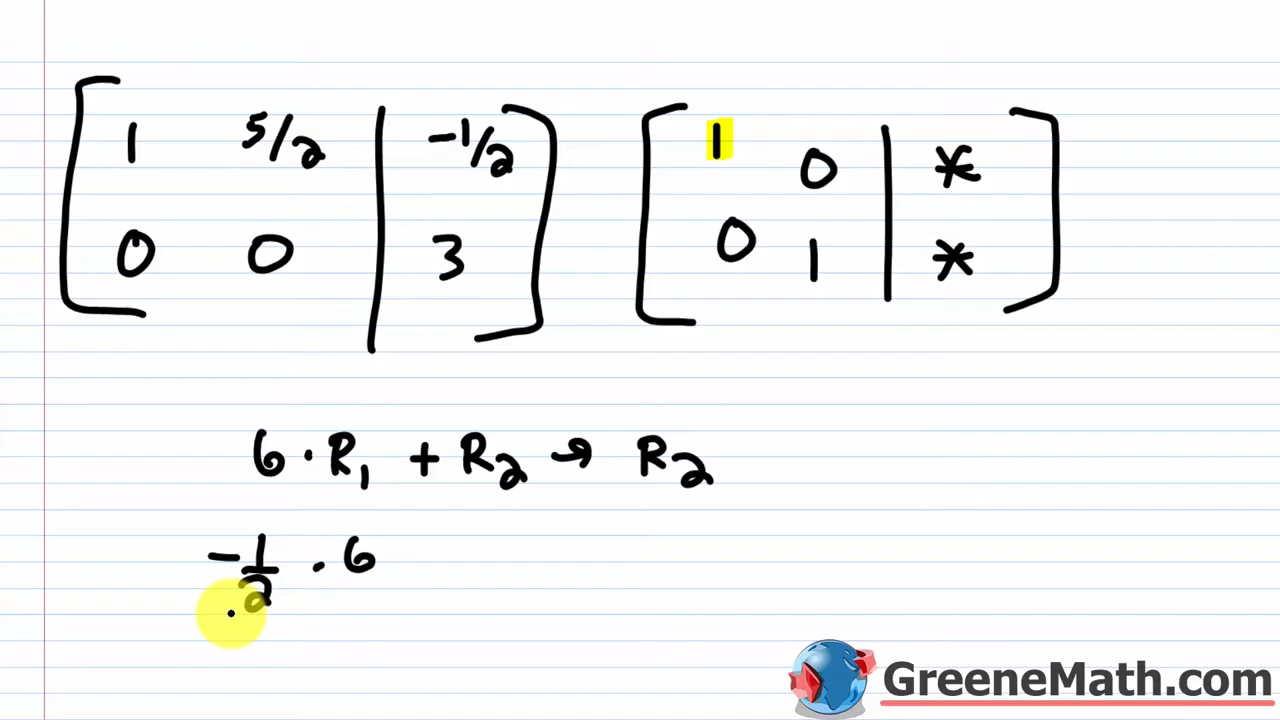 1 5/2 | -1/2 1 0 | *
0 0 | 3 0 1 | *
6 · R₁ + R₂ → R₂
-1/2 · 6
GreeneMath.com